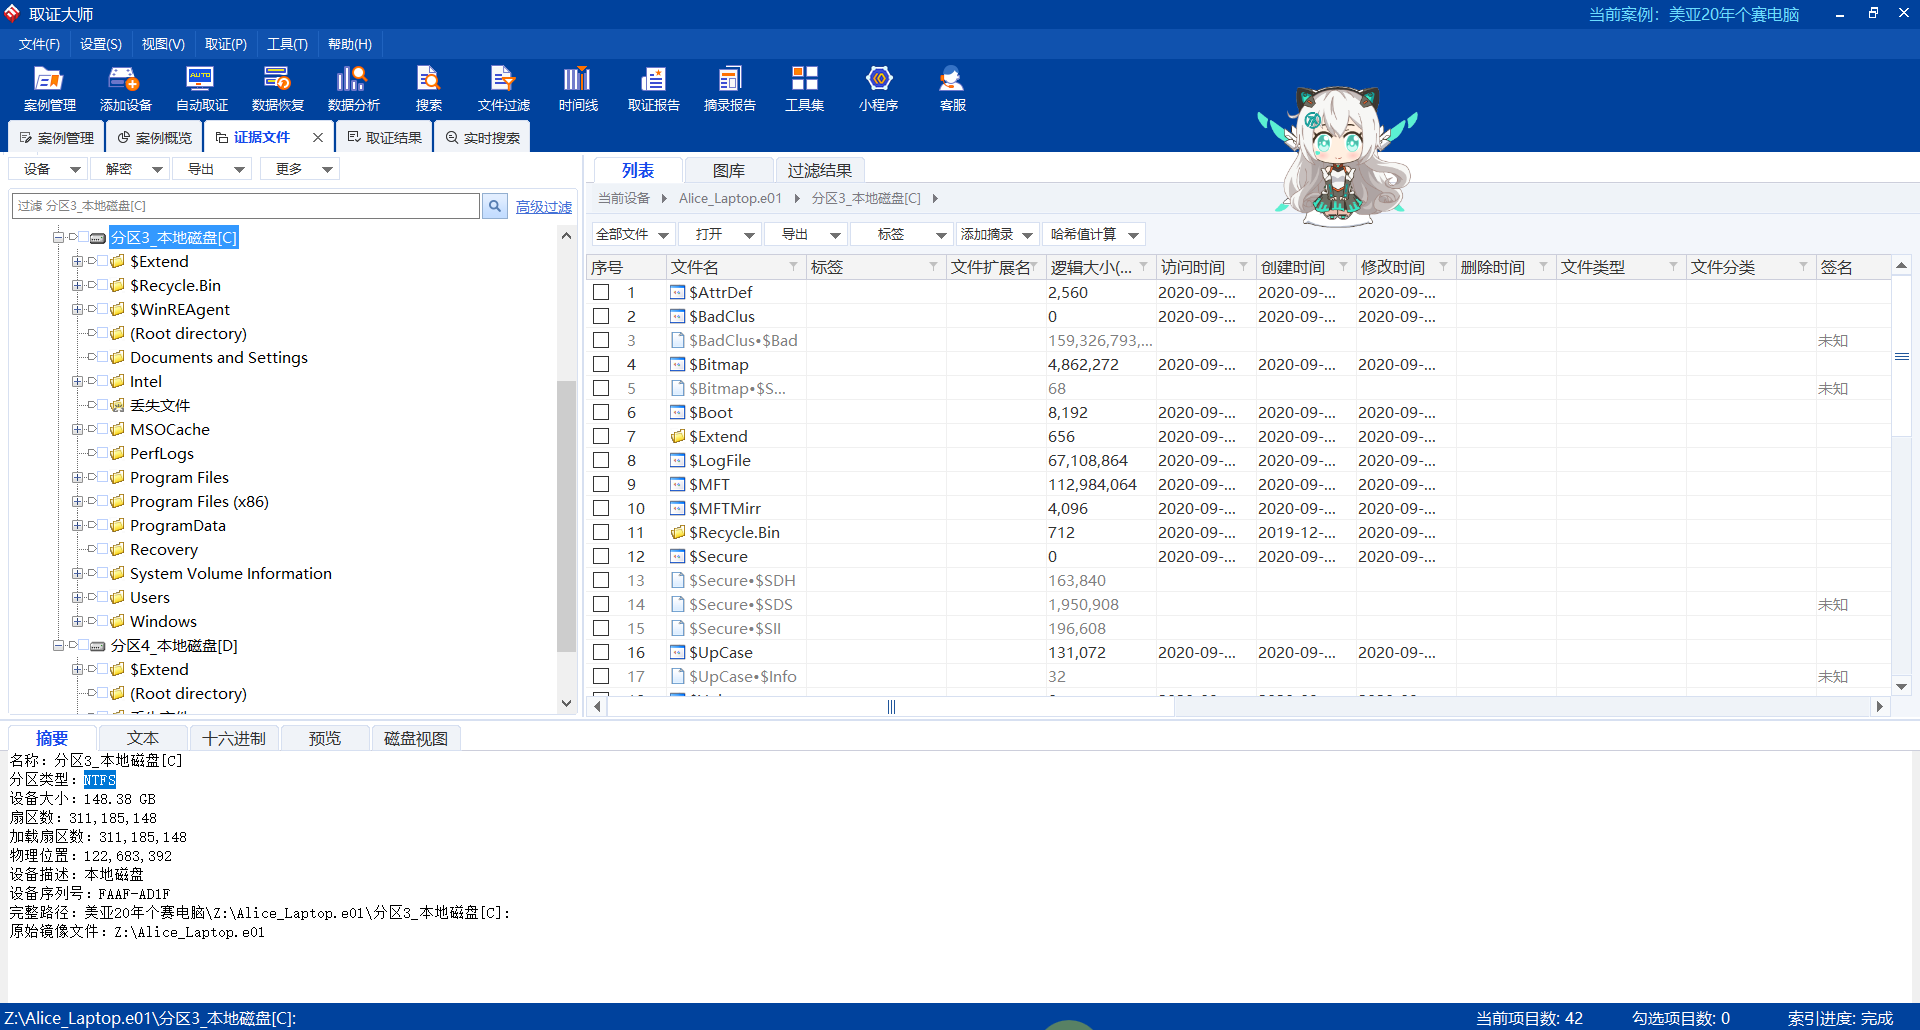 取证大师
当前案例: 美亚20年个赛电脑
文件(F) 设置(S) 视图(V) 取证(P) 工具(T) 帮助(H)
案例管理 添加设备 自动取证 数据恢复 数据分析 搜索 文件过滤 时间线 取证报告 摘录报告 工具集 小程序 客服
案例管理 案例概览 证据文件 取证结果 实时搜索
设备 解密 导出 更多
过滤 分区3_本地磁盘[C] 高级过滤
分区3_本地磁盘[C]
$Extend
$Recycle.Bin
$WinREAgent
(Root directory)
Documents and Settings
Intel
丢失文件
MSOCache
PerfLogs
Program Files
Program Files (x86)
ProgramData
Recovery
System Volume Information
Users
Windows
分区4_本地磁盘[D]
$Extend
(Root directory)
列表 图库 过滤结果
当前设备 Alice_Laptop.e01 分区3_本地磁盘[C]
全部文件 打开 导出 标签 添加摘录 哈希值计算
序号 文件名 标签 文件扩展名 逻辑大小(... 访问时间 创建时间 修改时间 删除时间 文件类型 文件分类 签名
1 $AttrDef 2,560 2020-09-... 2020-09-... 2020-09-...
2 $BadClus 0 2020-09-... 2020-09-... 2020-09-...
3 $BadClus•$Bad 159,326,793,... 未知
4 $Bitmap 4,862,272 2020-09-... 2020-09-... 2020-09-...
5 $Bitmap•$S... 68 未知
6 $Boot 8,192 2020-09-... 2020-09-... 2020-09-...
7 $Extend 656 2020-09-... 2020-09-... 2020-09-...
8 $LogFile 67,108,864 2020-09-... 2020-09-... 2020-09-...
9 $MFT 112,984,064 2020-09-... 2020-09-... 2020-09-...
10 $MFTMirr 4,096 2020-09-... 2020-09-... 2020-09-...
11 $Recycle.Bin 712 2020-09-... 2019-12-... 2020-09-...
12 $Secure 0 2020-09-... 2020-09-... 2020-09-...
13 $Secure•$SDH 163,840
14 $Secure•$SDS 1,950,908 未知
15 $Secure•$SII 196,608
16 $UpCase 131,072 2020-09-... 2020-09-... 2020-09-...
17 $UpCase•$Info 32 未知
摘要 文本 十六进制 预览 磁盘视图
名称: 分区3_本地磁盘[C]
分区类型: NTFS
设备大小: 148.38 GB
扇区数: 311,185,148
加载扇区数: 311,185,148
物理位置: 122,683,392
设备描述: 本地磁盘
设备序列号: FAAF-AD1F
完整路径: 美亚20年个赛电脑\Z:\Alice_Laptop.e01\分区3_本地磁盘[C]:
原始镜像文件: Z:\Alice_Laptop.e01
Z:\Alice_Laptop.e01\分区3_本地磁盘[C]: 当前项目数: 42 勾选项目数: 0 索引进度: 完成